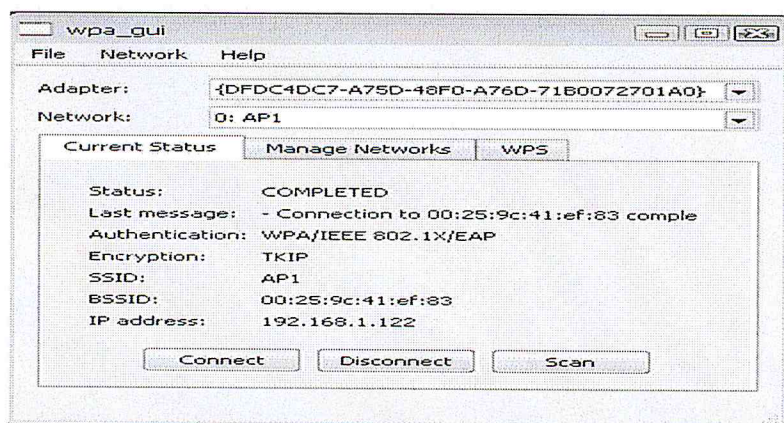 wpa_gui
File Network Help
Adapter: {DFDC4DC7-A75D-48F0-A76D-71B0072701A0}
Network: 0: AP1
Current Status Manage Networks WPS
Status: COMPLETED
Last message: - Connection to 00:25:9c:41:ef:83 comple
Authentication: WPA/IEEE 802.1X/EAP
Encryption: TKIP
SSID: AP1
BSSID: 00:25:9c:41:ef:83
IP address: 192.168.1.122
Connect Disconnect Scan